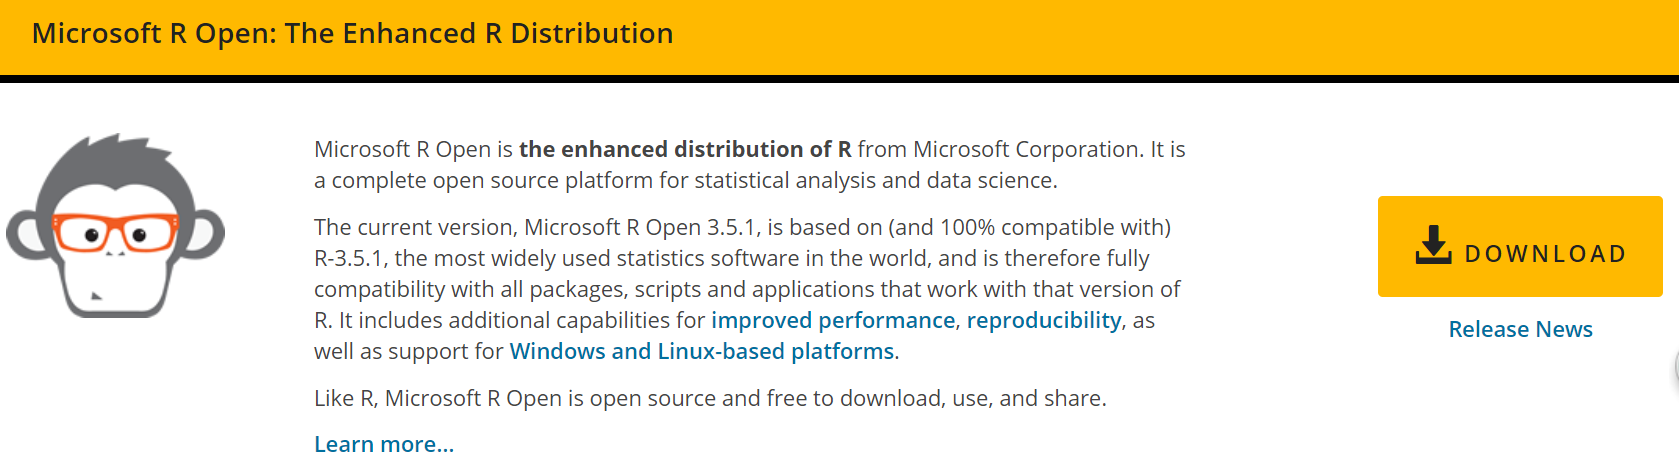 Microsoft R Open: The Enhanced R Distribution
Microsoft R Open is the enhanced distribution of R from Microsoft Corporation. It is
a complete open source platform for statistical analysis and data science.
The current version, Microsoft R Open 3.5.1, is based on (and 100% compatible with)
R-3.5.1, the most widely used statistics software in the world, and is therefore fully
compatibility with all packages, scripts and applications that work with that version of
R. It includes additional capabilities for improved performance, reproducibility, as
well as support for Windows and Linux-based platforms.
Like R, Microsoft R Open is open source and free to download, use, and share.
Learn more...
DOWNLOAD
Release News